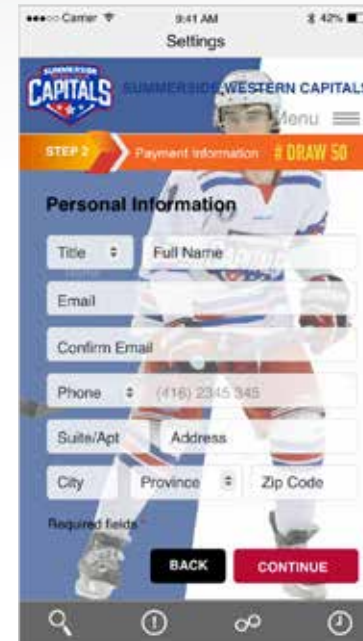 Carrier 9:41 AM 42%
Settings
SUMMERSIDE
CAPITALS
SUMMERSIDE WESTERN CAPITALS
Menu
STEP 2 Payment Information # DRAW 50
Personal Information
Title Full Name
Email
Confirm Email
Phone (416) 2345 345
Suite/Apt Address
City Province Zip Code
Required fields *
BACK CONTINUE